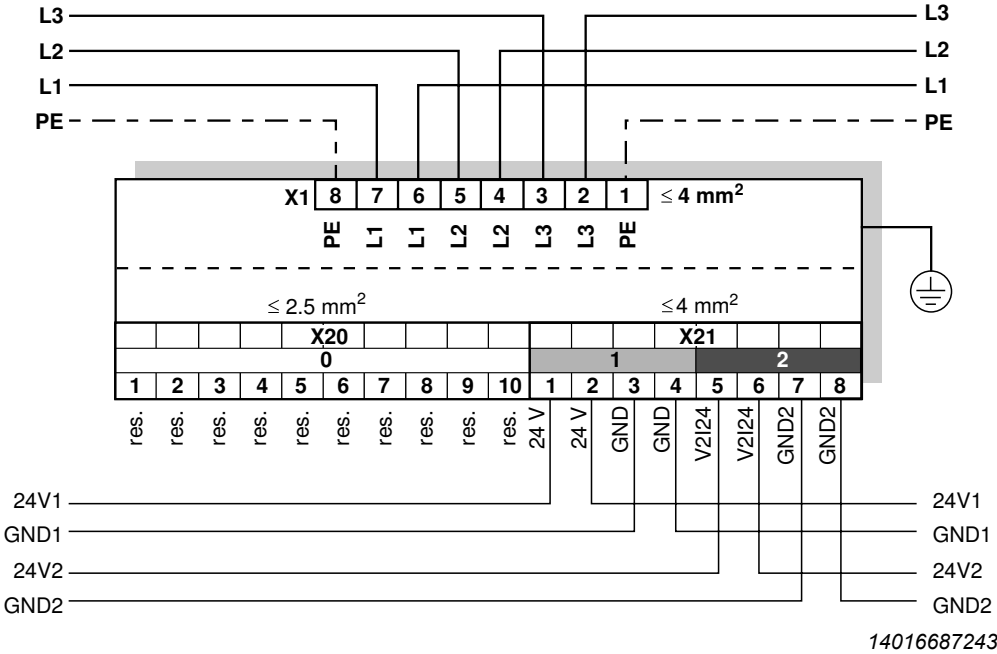 L3 L3
L2 L2
L1 L1
PE PE
X1 8 7 6 5 4 3 2 1 ≤ 4 mm²
PE L1 L1 L2 L2 L3 L3 PE
≤ 2.5 mm² ≤4 mm²
X20 X21
0 1 2
1 2 3 4 5 6 7 8 9 10 1 2 3 4 5 6 7 8
res. res. res. res. res. res. res. res. res. res. 24 V 24 V GND GND V2I24 V2I24 GND2 GND2
24V1 24V1
GND1 GND1
24V2 24V2
GND2 GND2
14016687243